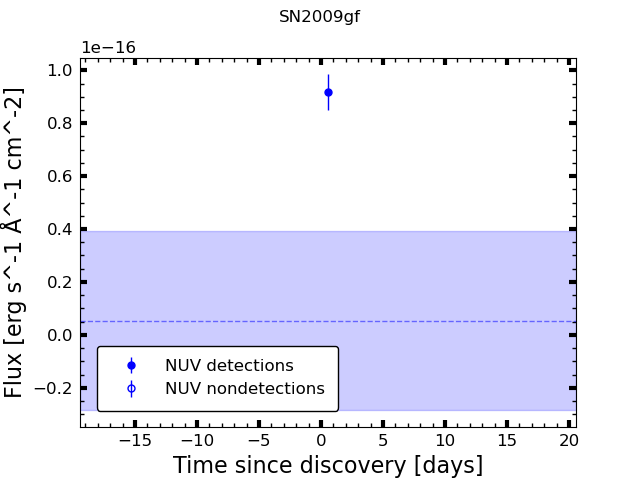 SN2009gf
1e−16
1.0
0.8
0.6
0.4
0.2
0.0
−0.2
Flux [erg s^-1 Å^-1 cm^-2]
NUV detections
NUV nondetections
−15 −10 −5 0 5 10 15 20
Time since discovery [days]